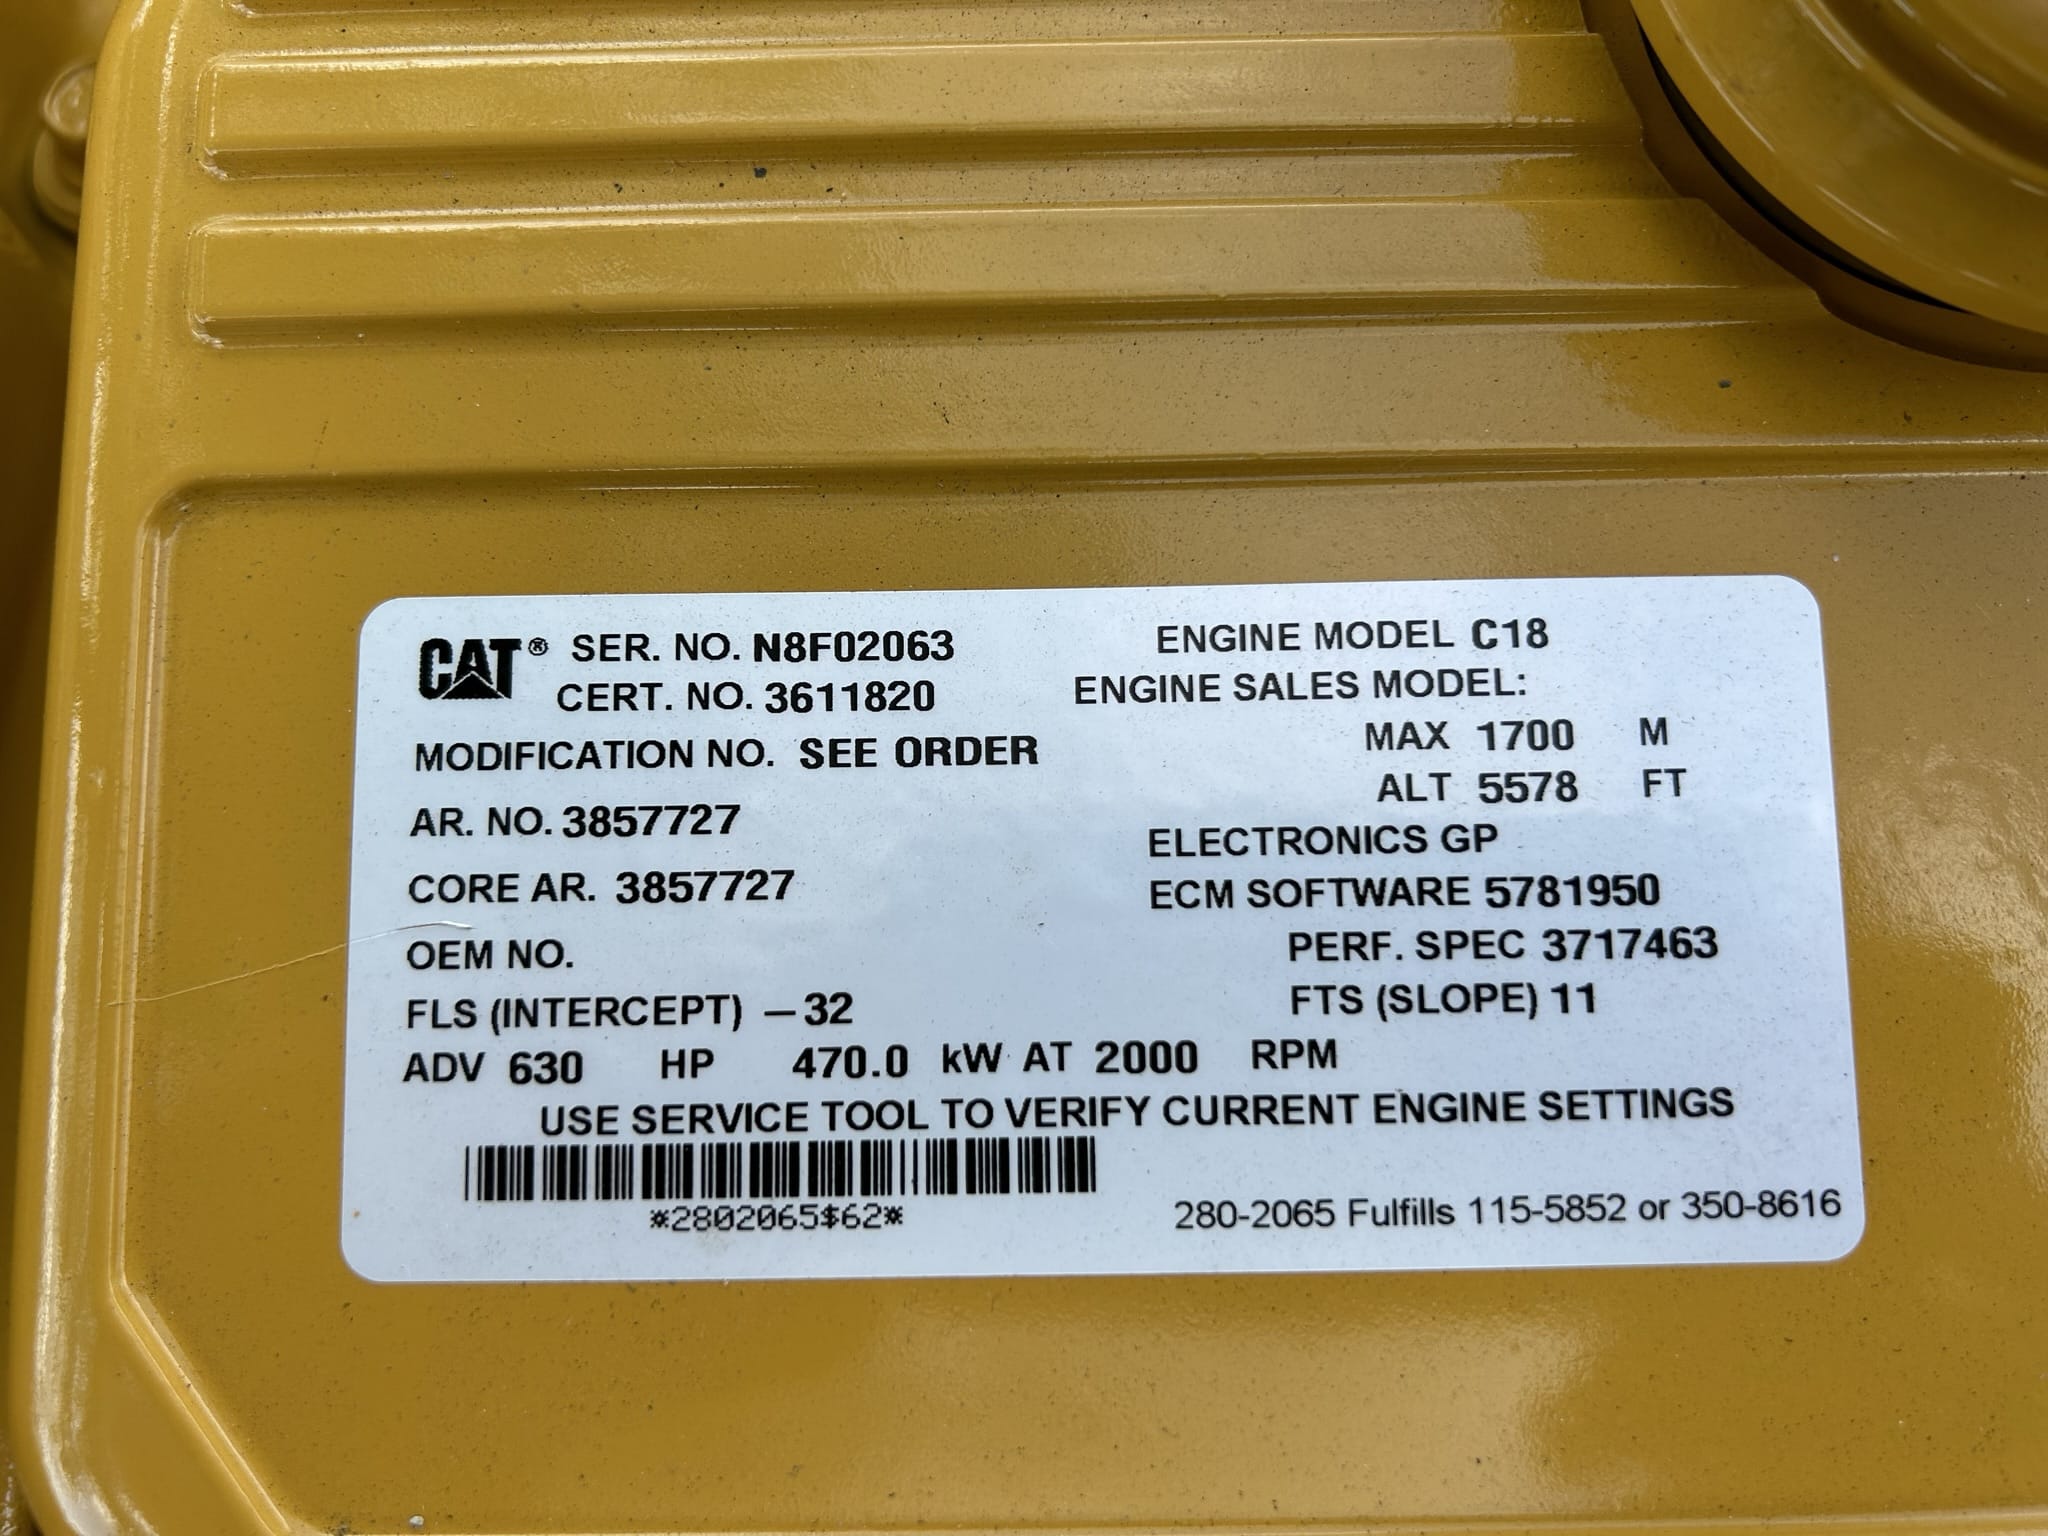 CAT® SER. NO. N8F02063 ENGINE MODEL C18
CERT. NO. 3611820 ENGINE SALES MODEL:
MODIFICATION NO. SEE ORDER MAX 1700 M
ALT 5578 FT
AR. NO. 3857727 ELECTRONICS GP
CORE AR. 3857727 ECM SOFTWARE 5781950
OEM NO. PERF. SPEC 3717463
FLS (INTERCEPT) –32 FTS (SLOPE) 11
ADV 630 HP 470.0 kW AT 2000 RPM
USE SERVICE TOOL TO VERIFY CURRENT ENGINE SETTINGS
*2802065$62* 280-2065 Fulfills 115-5852 or 350-8616